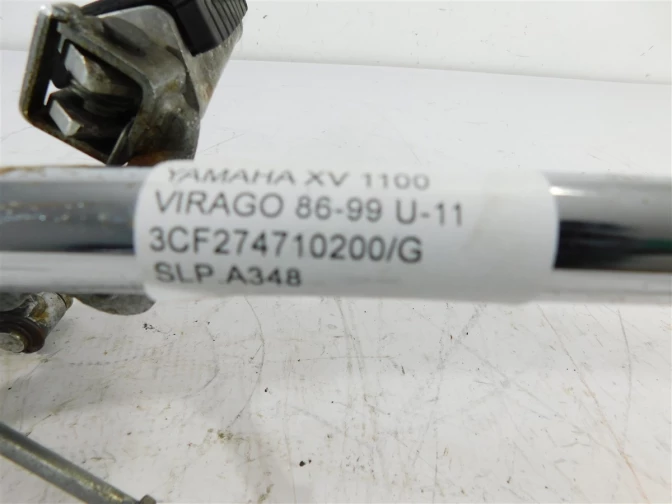 YAMAHA XV 1100
VIRAGO 86-99 U-11
3CF274710200/G
SLP.A348